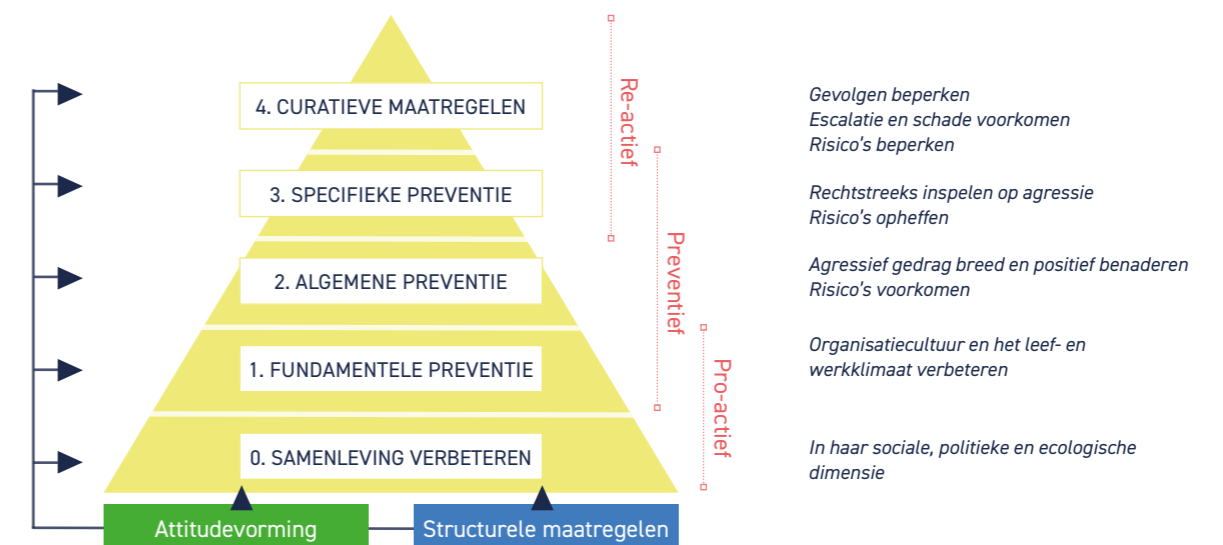 4. CURATIEVE MAATREGELEN
3. SPECIFIEKE PREVENTIE
2. ALGEMENE PREVENTIE
1. FUNDAMENTELE PREVENTIE
0. SAMENLEVING VERBETEREN
Attitudevorming
Structurele maatregelen
Re-actief
Preventief
Pro-actief
Gevolgen beperken
Escalatie en schade voorkomen
Risico's beperken
Rechtstreeks inspelen op agressie
Risico's opheffen
Agressief gedrag breed en positief benaderen
Risico's voorkomen
Organisatiecultuur en het leef- en
werkklimaat verbeteren
In haar sociale, politieke en ecologische
dimensie